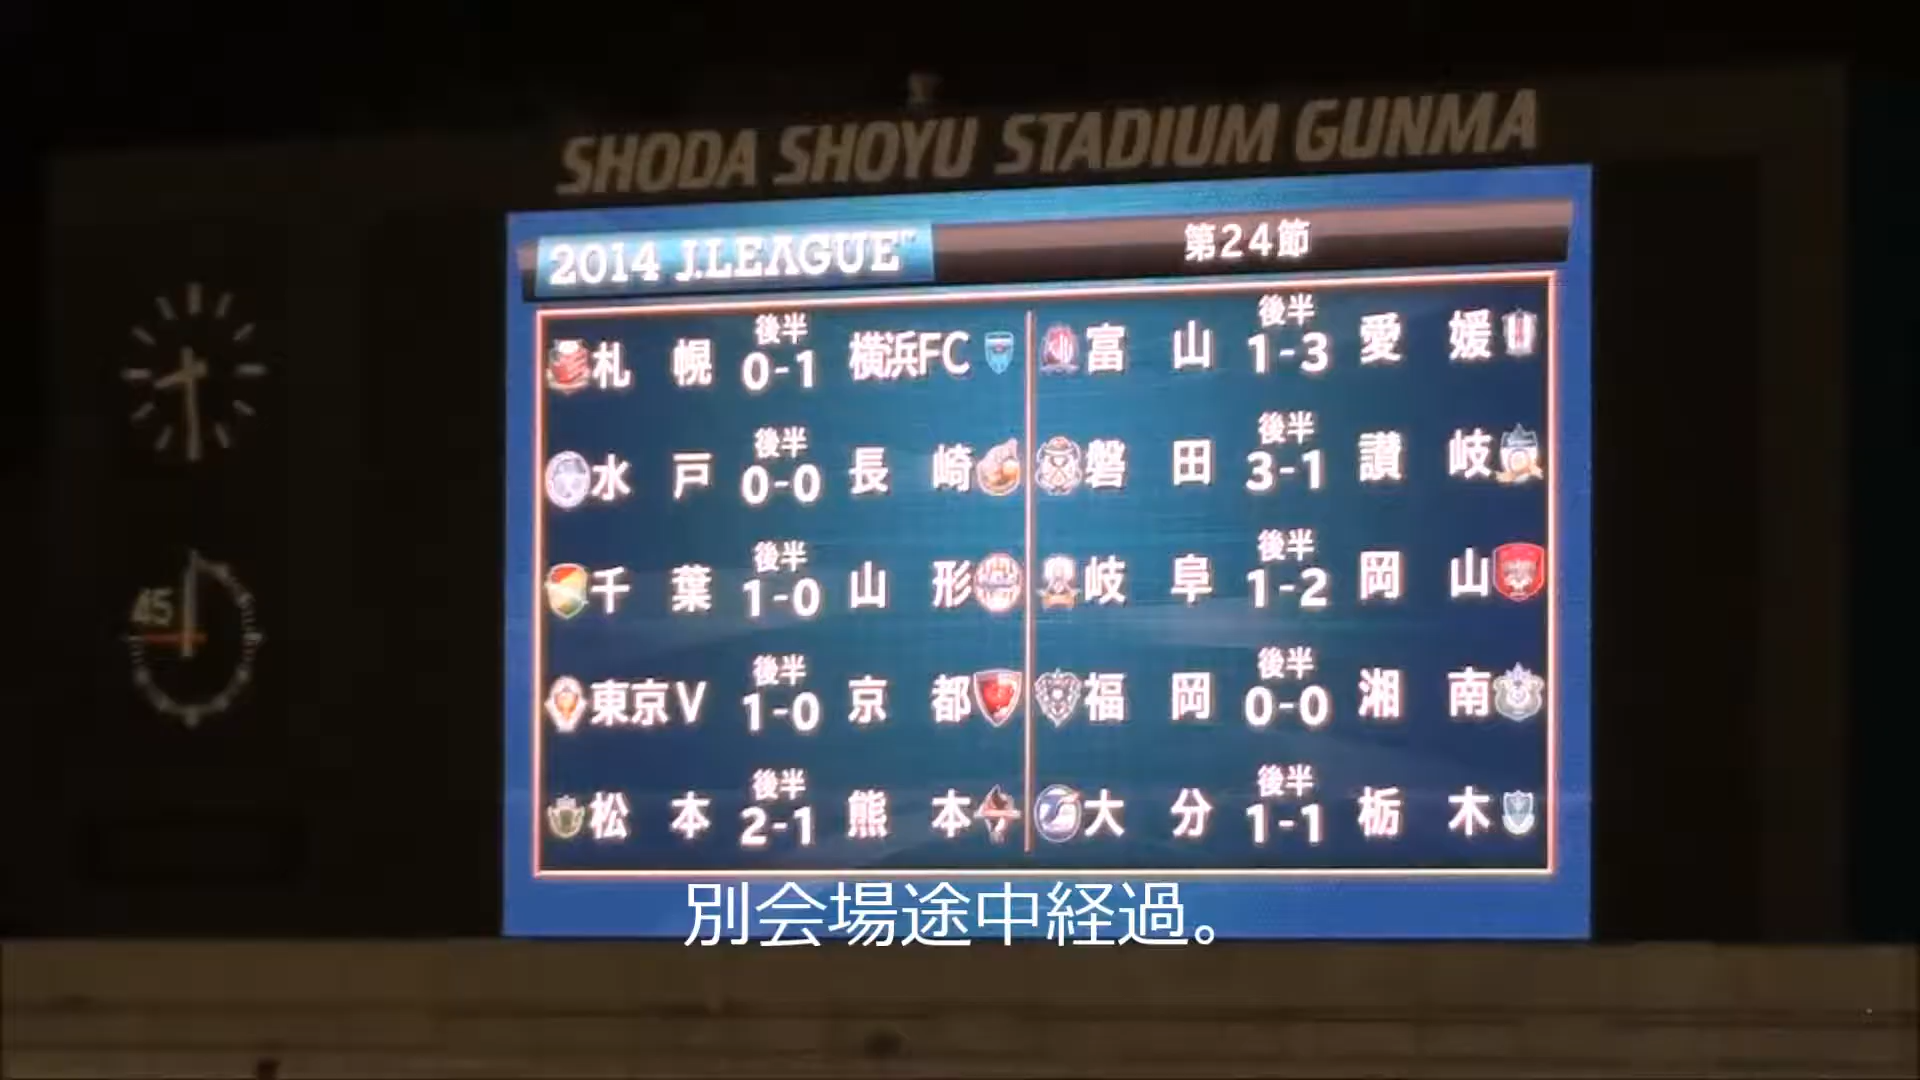 SHODA SHOYU STADIUM GUNMA
2014 J.LEAGUE™ 第24節
後半
札幌 0-1 横浜FC
後半
水戸 0-0 長崎
後半
千葉 1-0 山形
後半
東京V 1-0 京都
後半
松本 2-1 熊本
後半
富山 1-3 愛媛
後半
磐田 3-1 讃岐
後半
岐阜 1-2 岡山
後半
福岡 0-0 湘南
後半
大分 1-1 栃木
45
別会場途中経過。